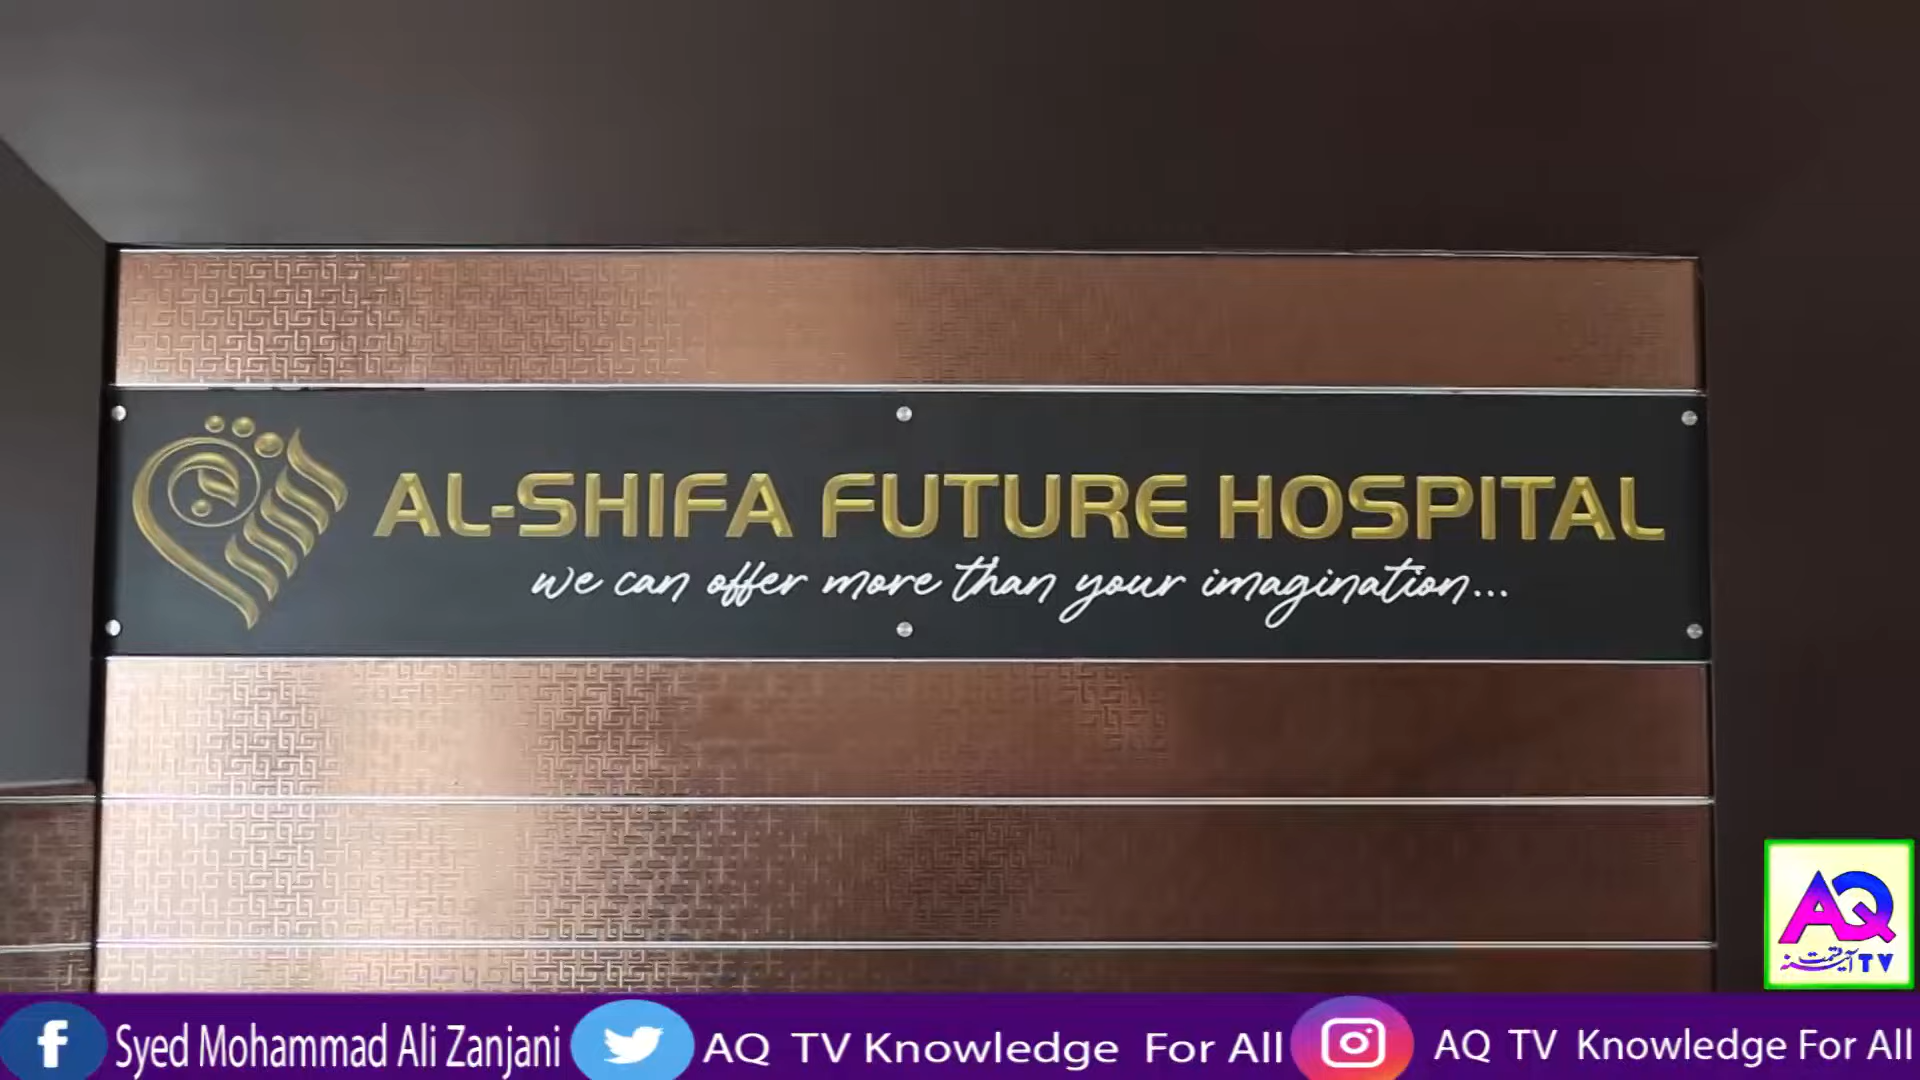 AL-SHIFA FUTURE HOSPITAL
we can offer more than your imagination...
AQ
TV
Syed Mohammad Ali Zanjani
AQ TV Knowledge For All
AQ TV Knowledge For All